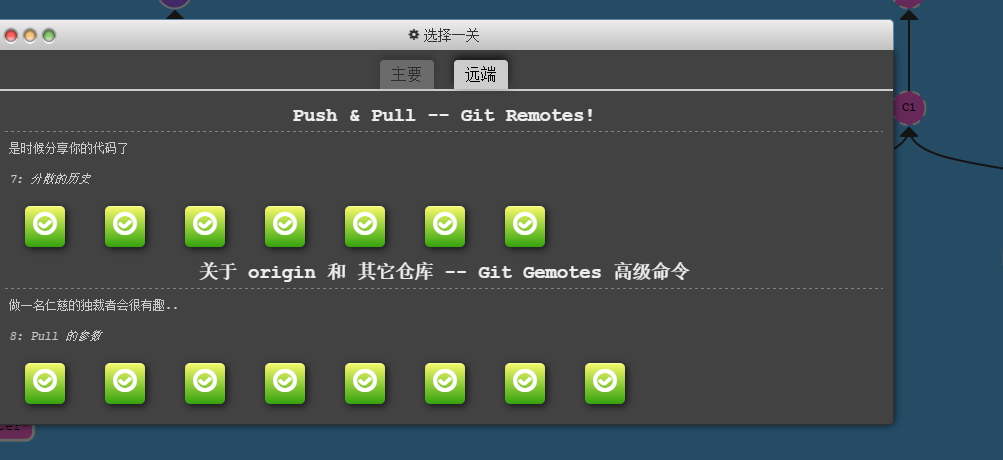 选择一关
主要
远端
C1
Push & Pull -- Git Remotes!
是时候分享你的代码了
7: 分散的历史
关于 origin 和 其它仓库 -- Git Gemotes 高级命令
做一名仁慈的独裁者会很有趣..
8: Pull 的参数